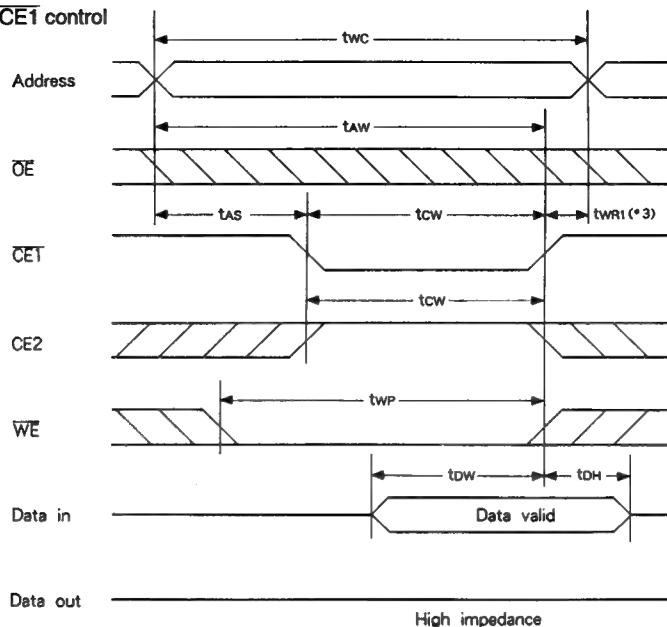 CE1 control
tWC
Address
tAW
OE
tAS
tCW
tWR1 (*3)
CE1
tCW
CE2
tWP
WE
tDW
tDH
Data in
Data valid
Data out
High impedance